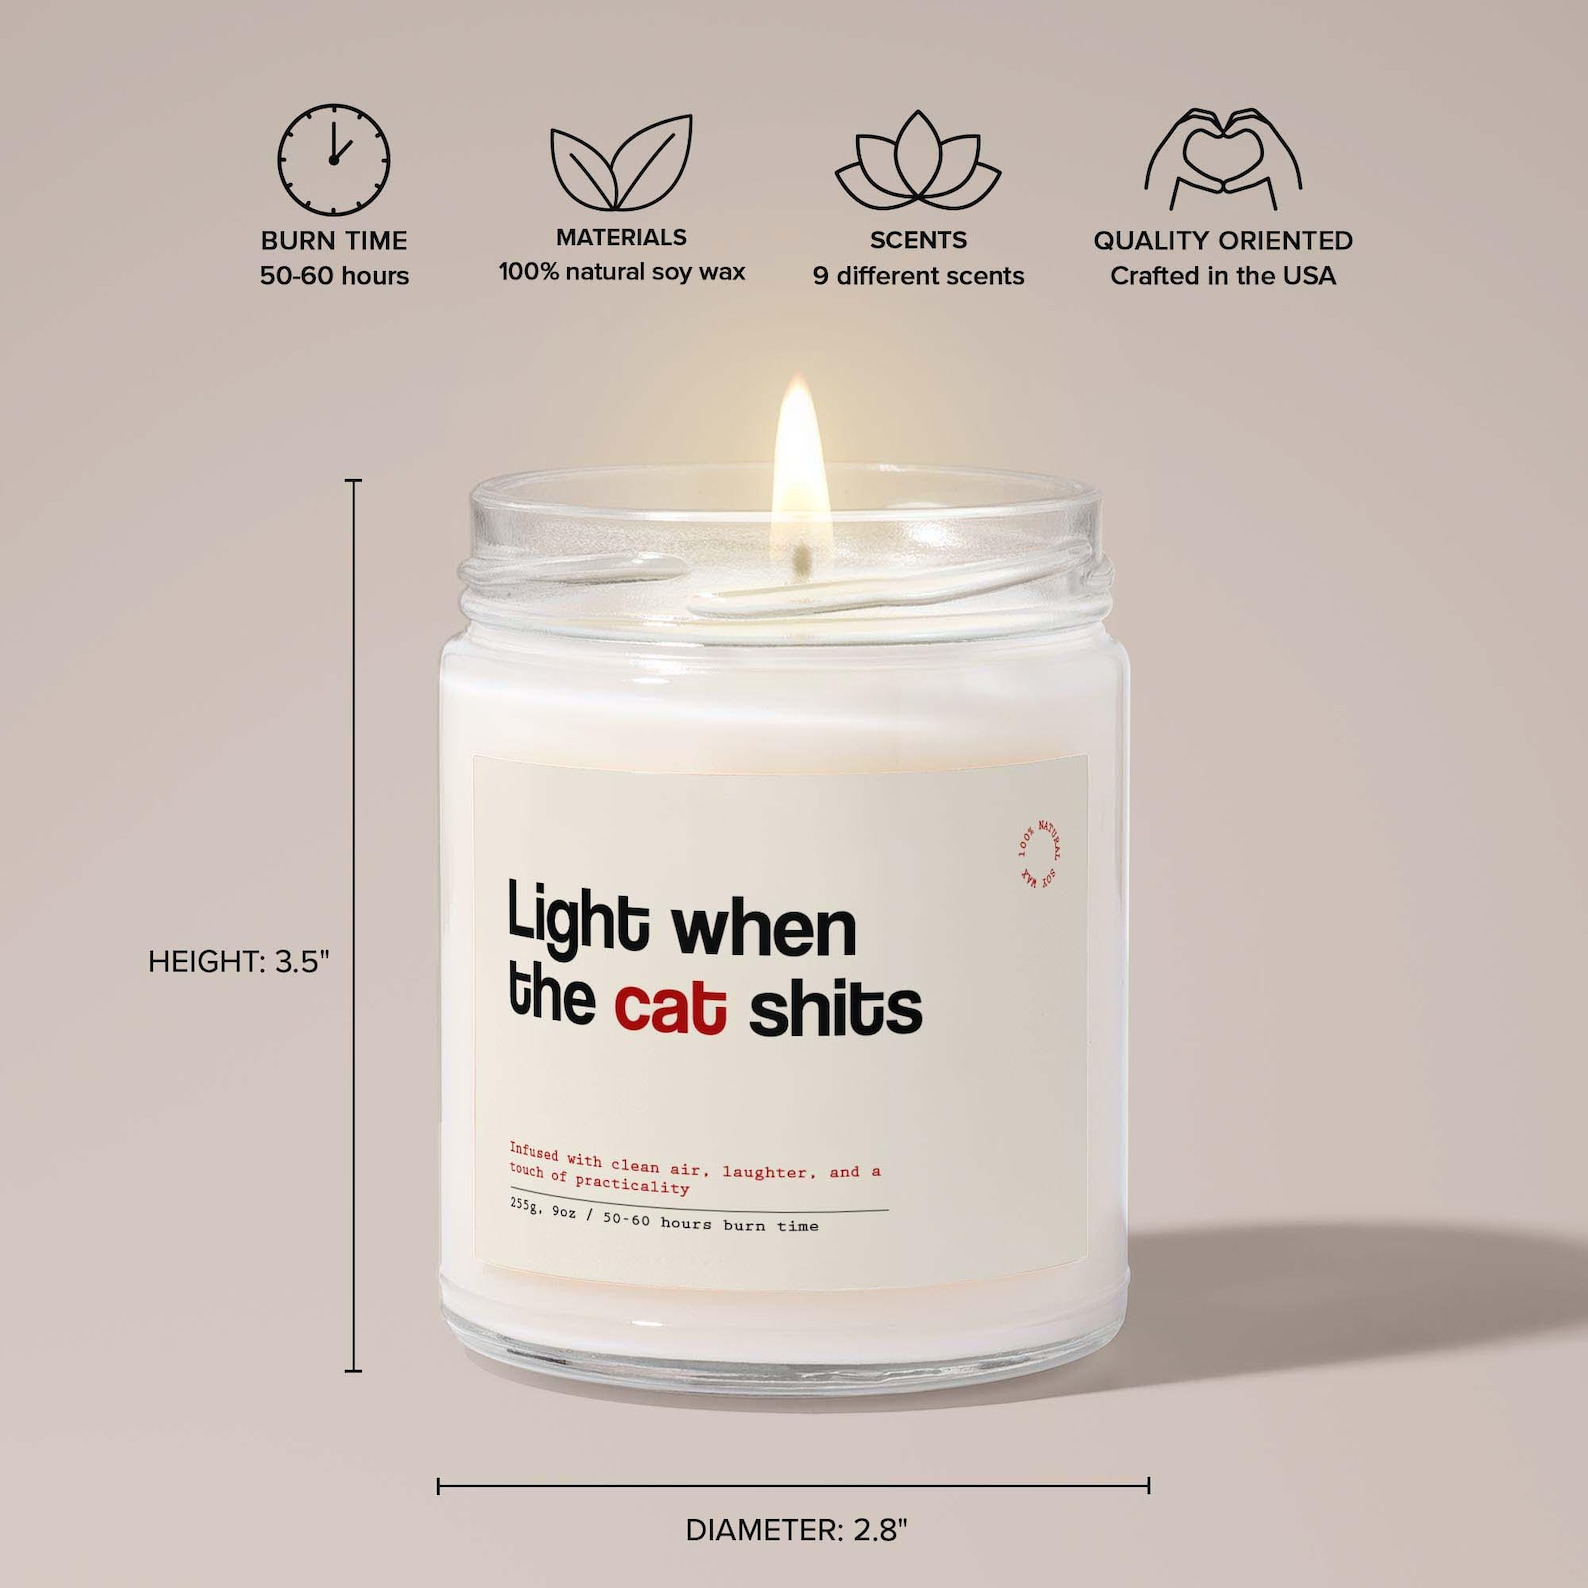 BURN TIME
50-60 hours
MATERIALS
100% natural soy wax
SCENTS
9 different scents
QUALITY ORIENTED
Crafted in the USA
100% NATURAL SOY WAX
Light when
the cat shits
HEIGHT: 3.5"
Infused with clean air, laughter, and a
touch of practicality
255g, 9oz / 50-60 hours burn time
DIAMETER: 2.8"